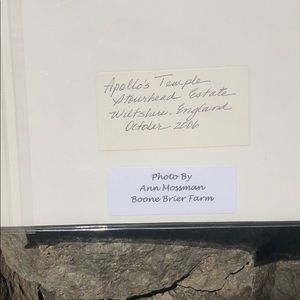 Apollo's Temple
Stourhead Estate
Wiltshire, England
October 2006
Photo By
Ann Mossman
Boone Brier Farm